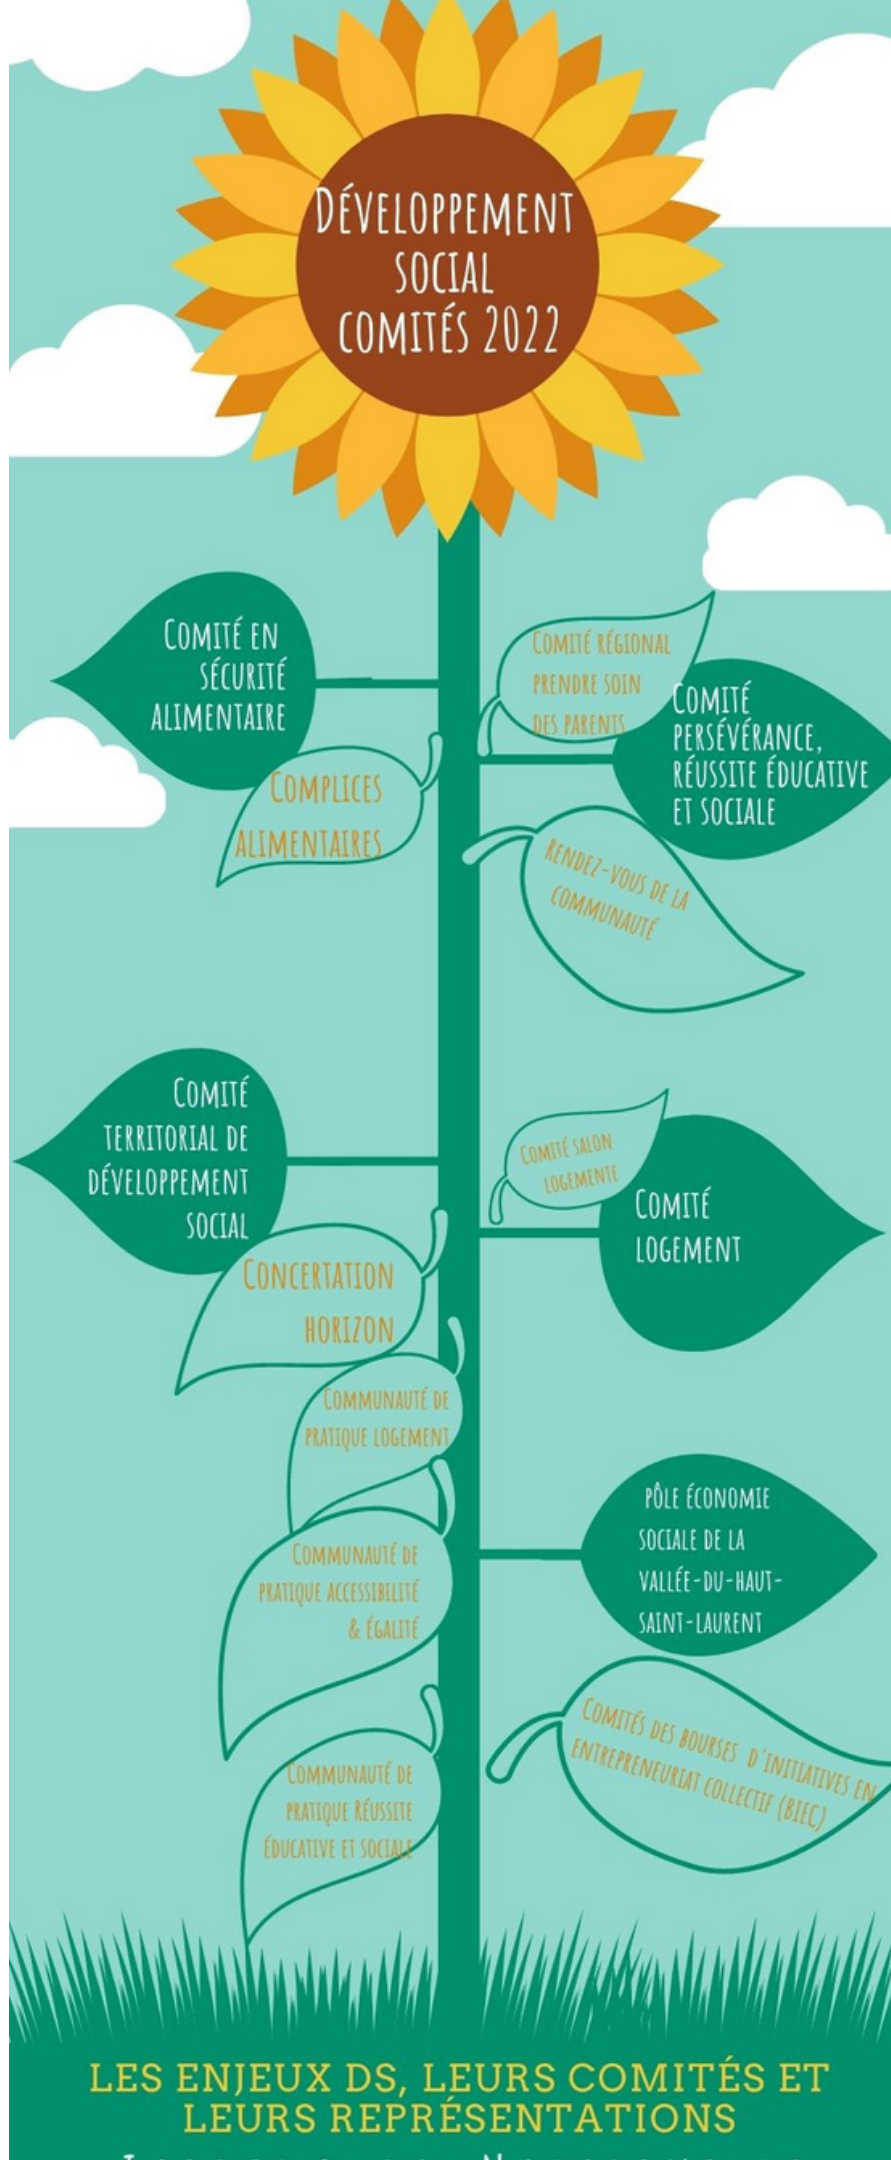 Développement
social
comités 2022
Comité en
sécurité
alimentaire
Complices
alimentaires
Comité régional
prendre soin
des parents
Comité
persévérance,
réussite éducative
et sociale
Rendez-vous de la
communauté
Comité
territorial de
développement
social
Concertation
horizon
Communauté de
pratique logement
Communauté de
pratique accessibilité
& égalité
Communauté de
pratique Réussite
éducative et sociale
Comité salon
logemente
Comité
logement
pôle économie
sociale de la
vallée-du-haut-
saint-laurent
Comités des bourses d'initiatives en
entrepreneuriat collectif (BIEC)
LES ENJEUX DS, LEURS COMITÉS ET
LEURS REPRÉSENTATIONS